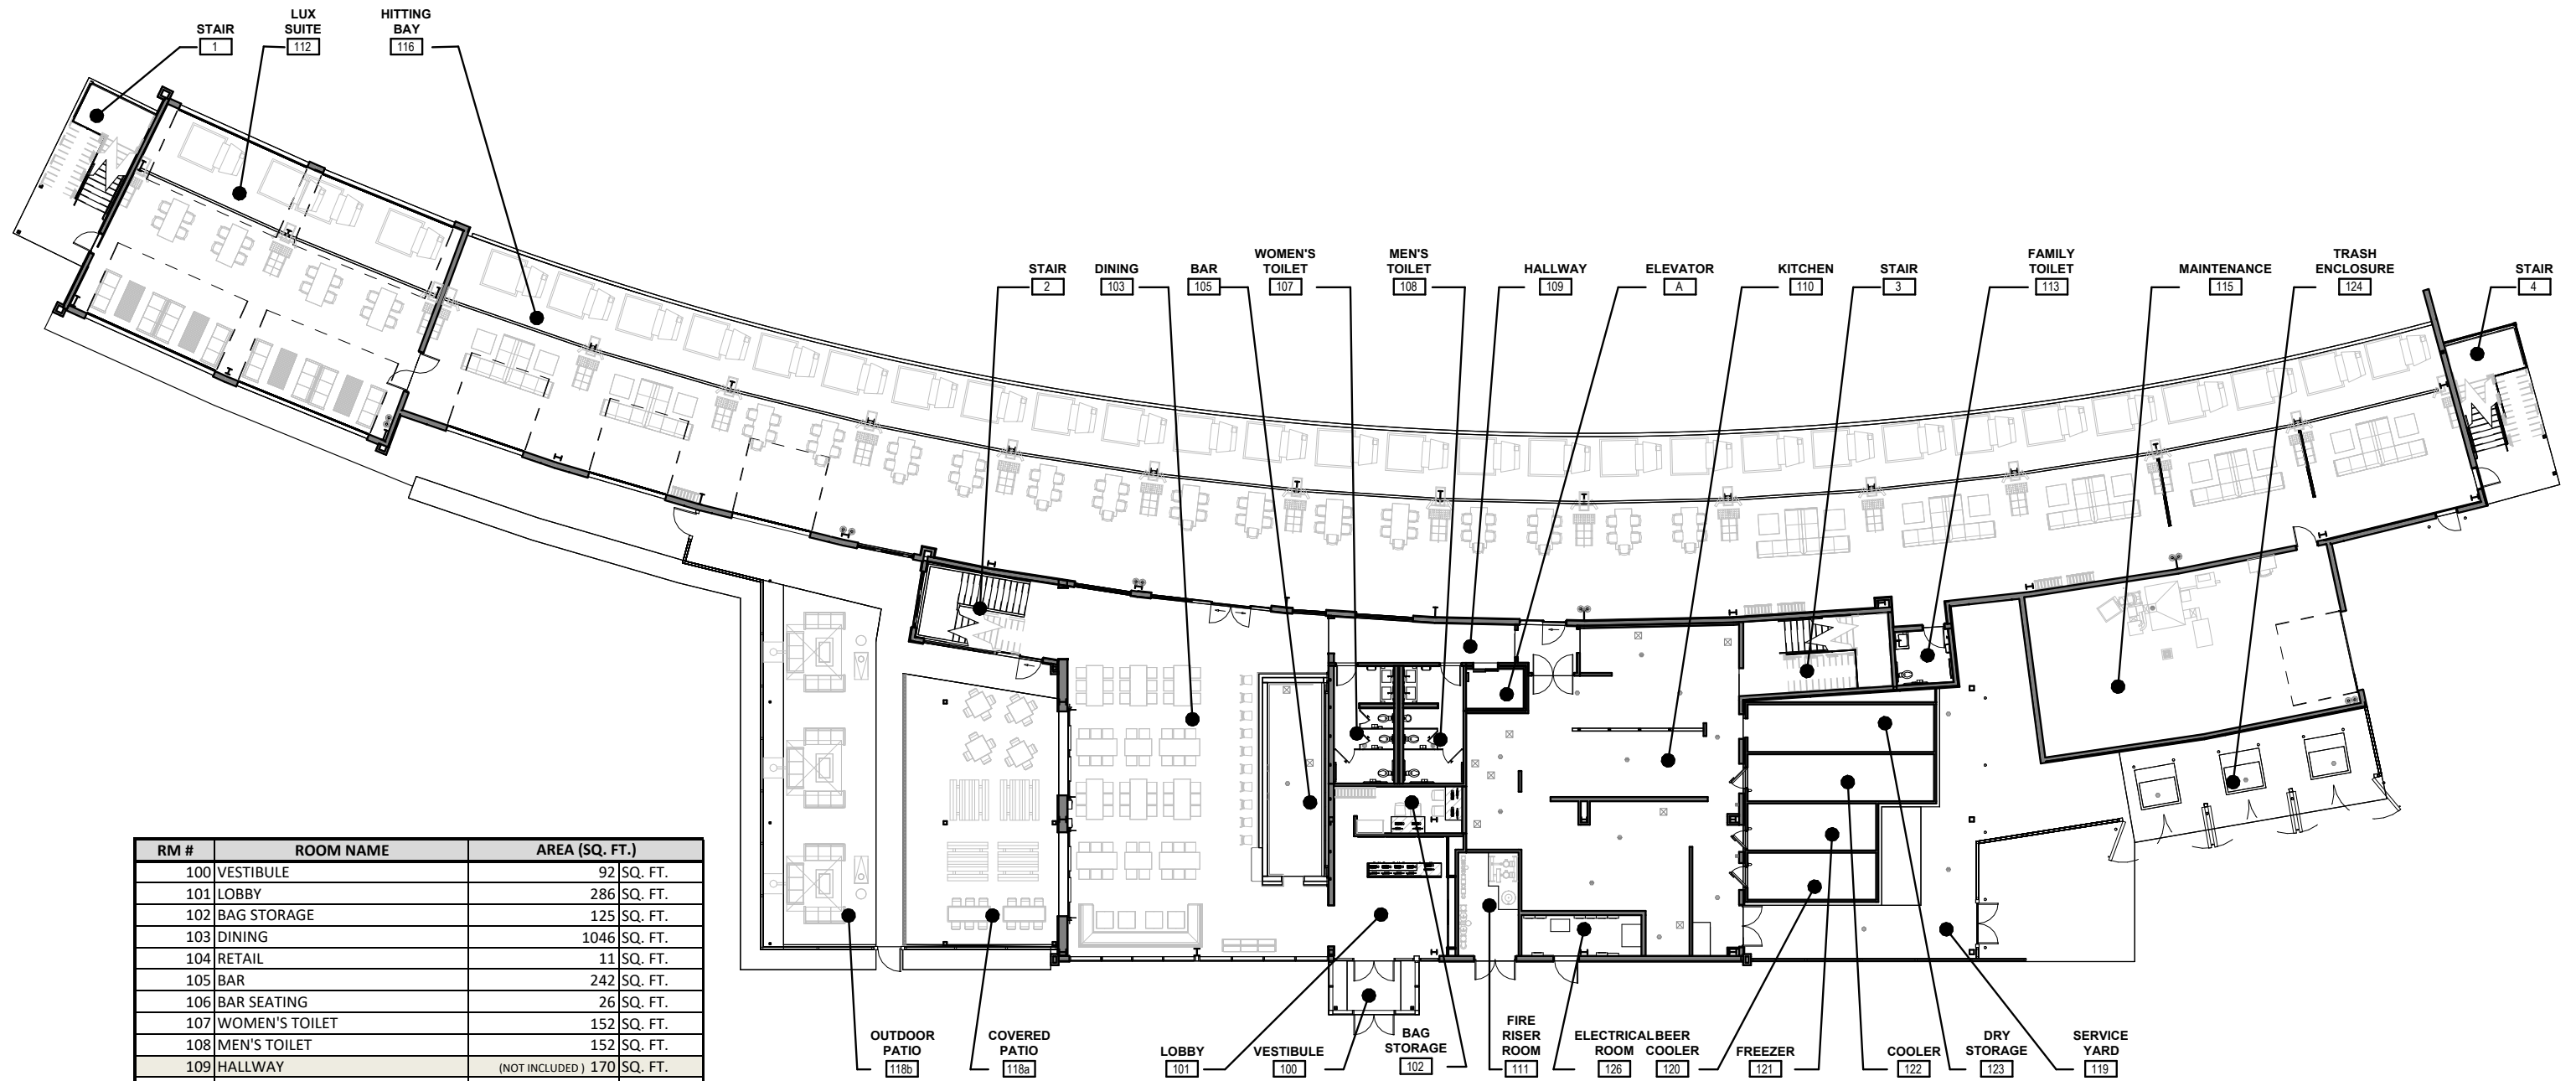 STAIR
1
LUX
SUITE
112
HITTING
BAY
116
STAIR
2
DINING
103
BAR
105
WOMEN'S
TOILET
107
MEN'S
TOILET
108
HALLWAY
109
ELEVATOR
A
KITCHEN
110
STAIR
3
FAMILY
TOILET
113
MAINTENANCE
115
TRASH
ENCLOSURE
124
STAIR
4
RM # ROOM NAME AREA (SQ. FT.)
100 VESTIBULE 92 SQ. FT.
101 LOBBY 286 SQ. FT.
102 BAG STORAGE 125 SQ. FT.
103 DINING 1046 SQ. FT.
104 RETAIL 11 SQ. FT.
105 BAR 242 SQ. FT.
106 BAR SEATING 26 SQ. FT.
107 WOMEN'S TOILET 152 SQ. FT.
108 MEN'S TOILET 152 SQ. FT.
109 HALLWAY (NOT INCLUDED ) 170 SQ. FT.
OUTDOOR
PATIO
118b
COVERED
PATIO
118a
LOBBY
101
VESTIBULE
100
BAG
STORAGE
102
FIRE
RISER
ROOM
111
ELECTRICAL
ROOM
126
BEER
COOLER
120
FREEZER
121
COOLER
122
DRY
STORAGE
123
SERVICE
YARD
119